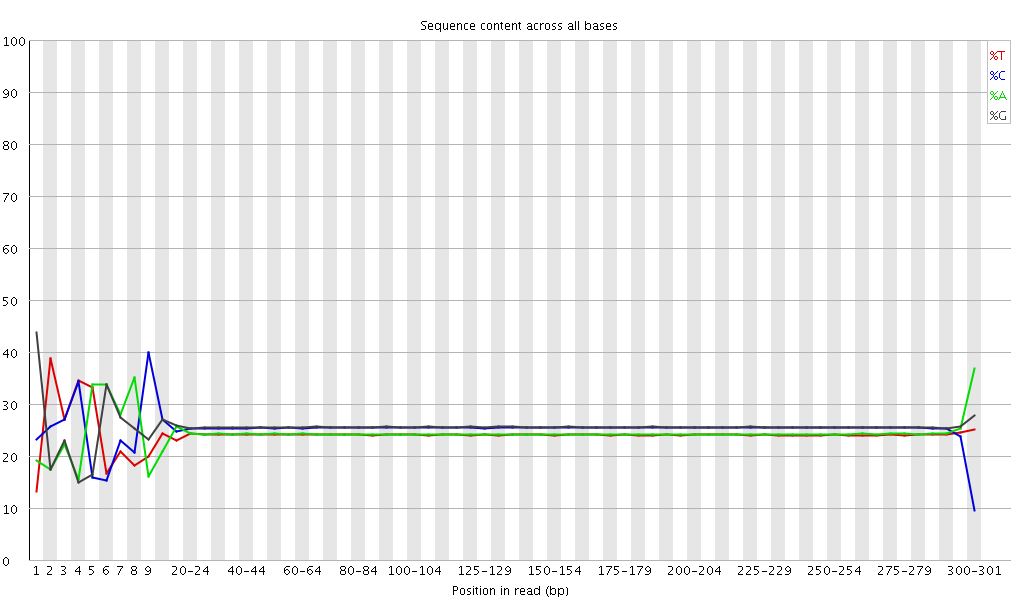 Sequence content across all bases
100
90
80
70
60
50
40
30
20
10
0
%T
%C
%A
%G
1 2 3 4 5 6 7 8 9 20-24 40-44 60-64 80-84 100-104 125-129 150-154 175-179 200-204 225-229 250-254 275-279 300-301
Position in read (bp)